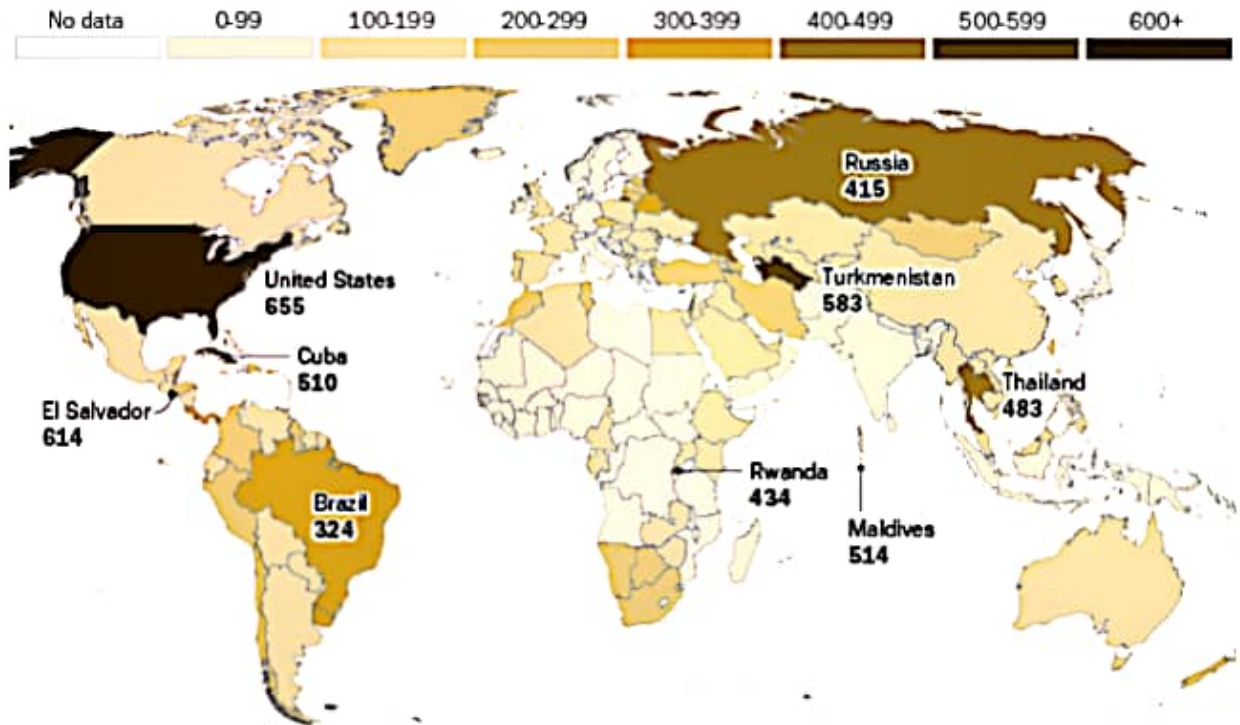 No data 0-99 100-199 200-299 300-399 400-499 500-599 600+
Russia
415
United States
655
Turkmenistan
583
Cuba
510
Thailand
483
El Salvador
614
Rwanda
434
Brazil
324
Maldives
514